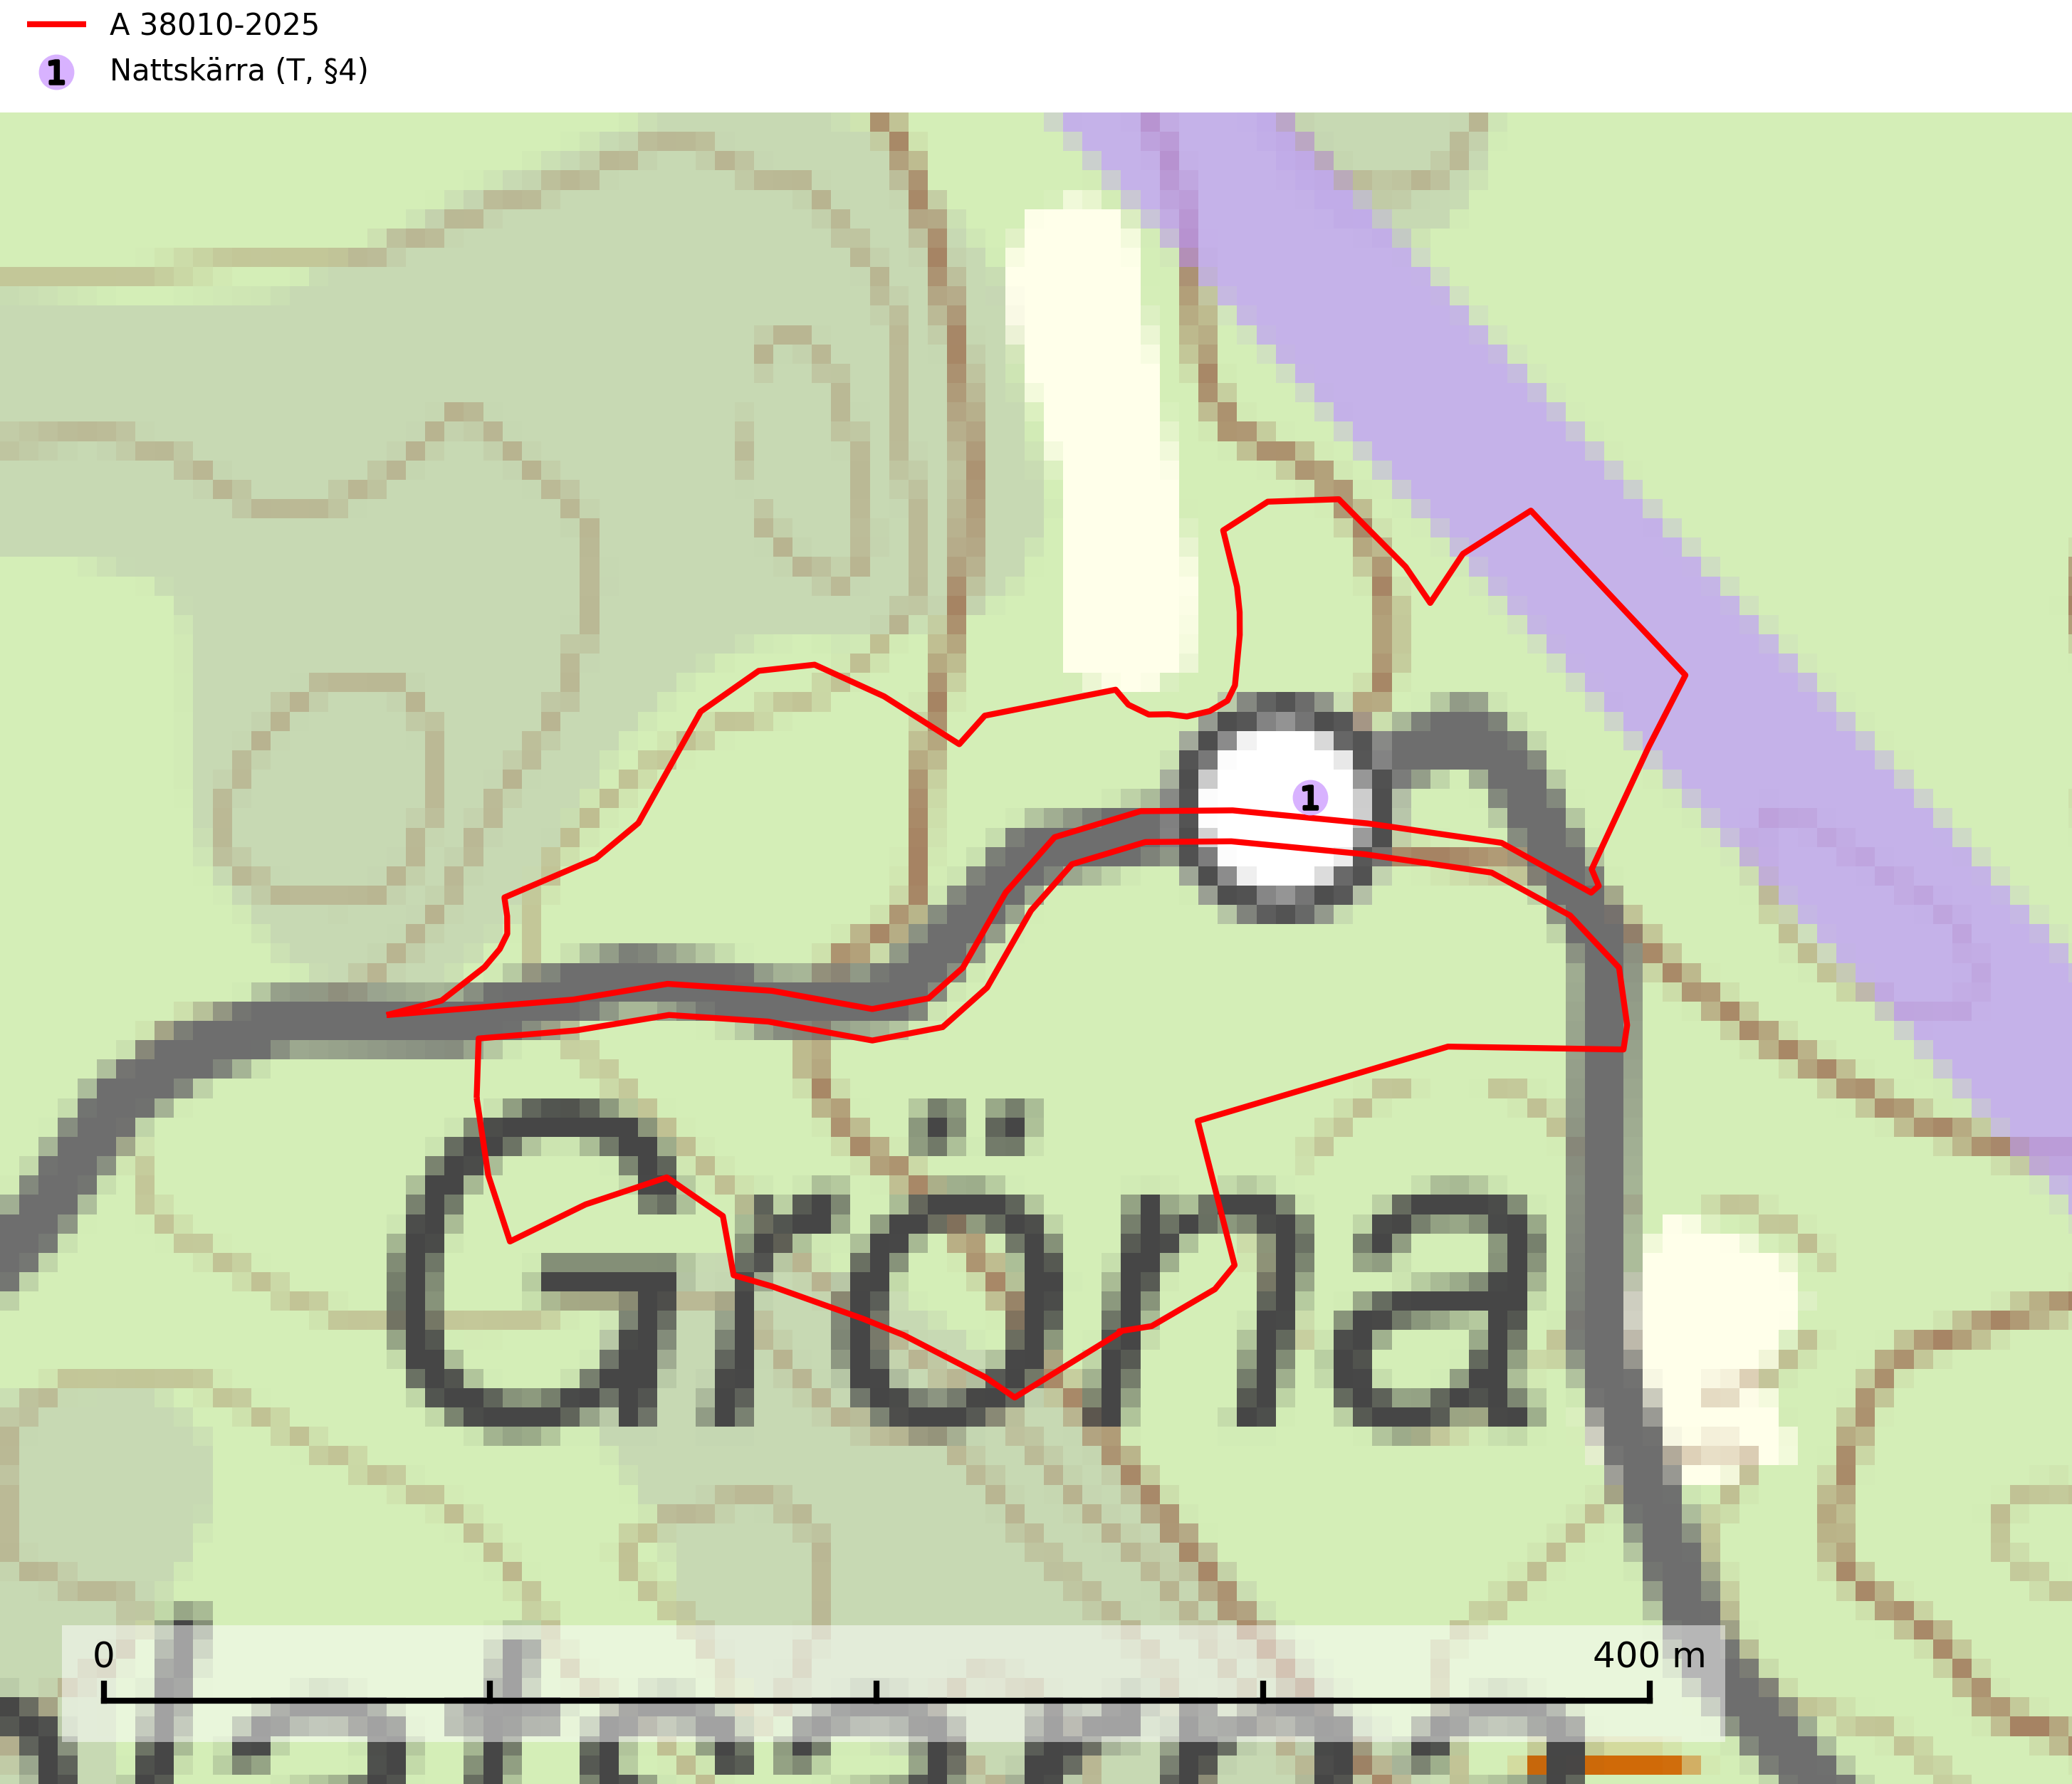 A 38010-2025
1 Nattskärra (T, §4)
1
Gröna
0 400 m